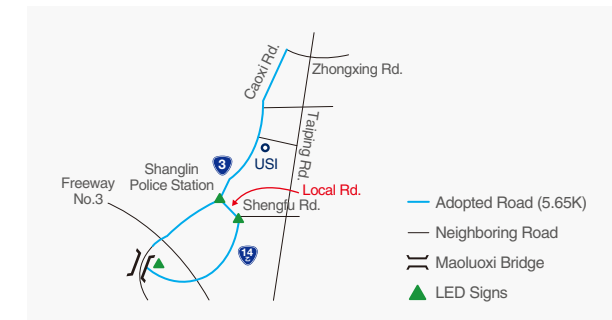 Caoxi Rd.
Zhongxing Rd.
Taiping Rd.
USI
3
Shanglin
Police Station
Local Rd.
Freeway
No.3
Shengfu Rd.
14
C
Adopted Road (5.65K)
Neighboring Road
Maoluoxi Bridge
LED Signs